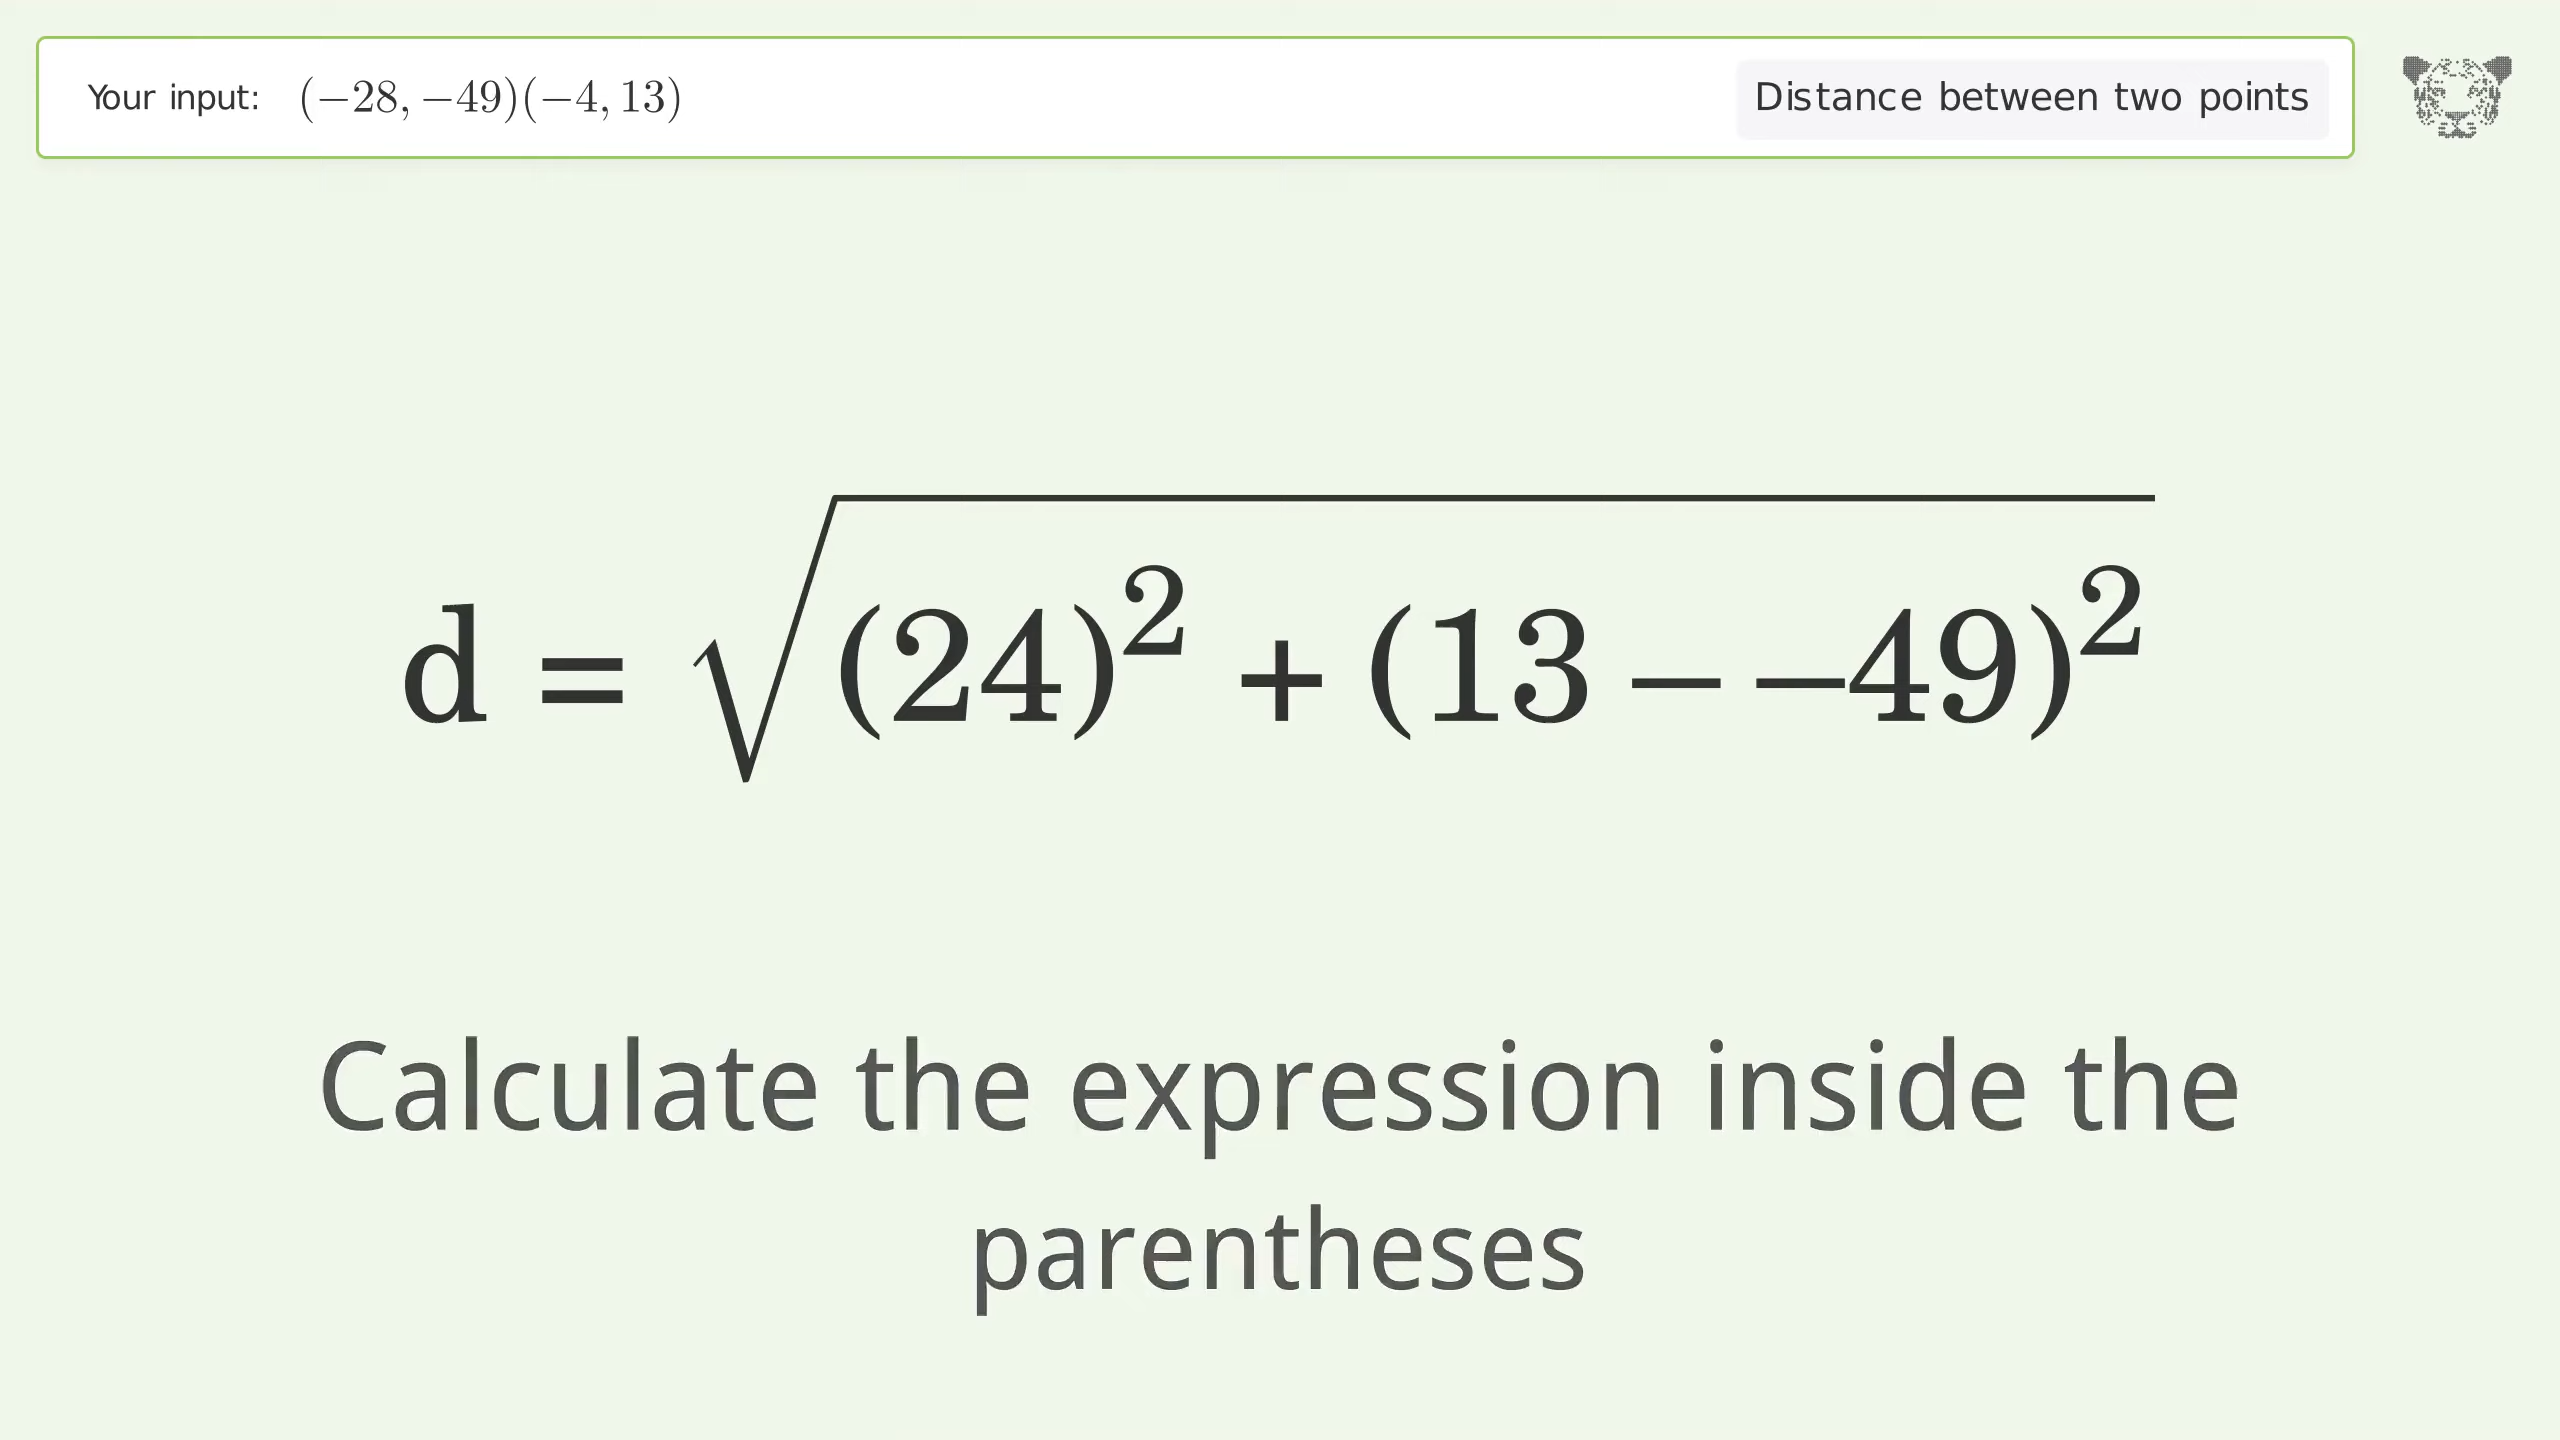 Your input: (−28, −49)(−4, 13)
Distance between two points
d = √(24)² + (13 − −49)²
Calculate the expression inside the
parentheses